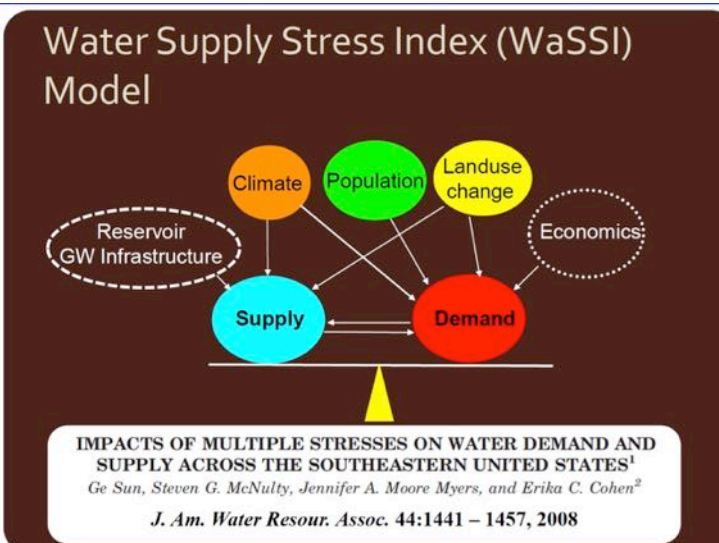 Water Supply Stress Index (WaSSI)
Model
Climate
Population
Landuse
change
Reservoir
GW Infrastructure
Economics
Supply
Demand
IMPACTS OF MULTIPLE STRESSES ON WATER DEMAND AND
SUPPLY ACROSS THE SOUTHEASTERN UNITED STATES¹
Ge Sun, Steven G. McNulty, Jennifer A. Moore Myers, and Erika C. Cohen²
J. Am. Water Resour. Assoc. 44:1441 – 1457, 2008